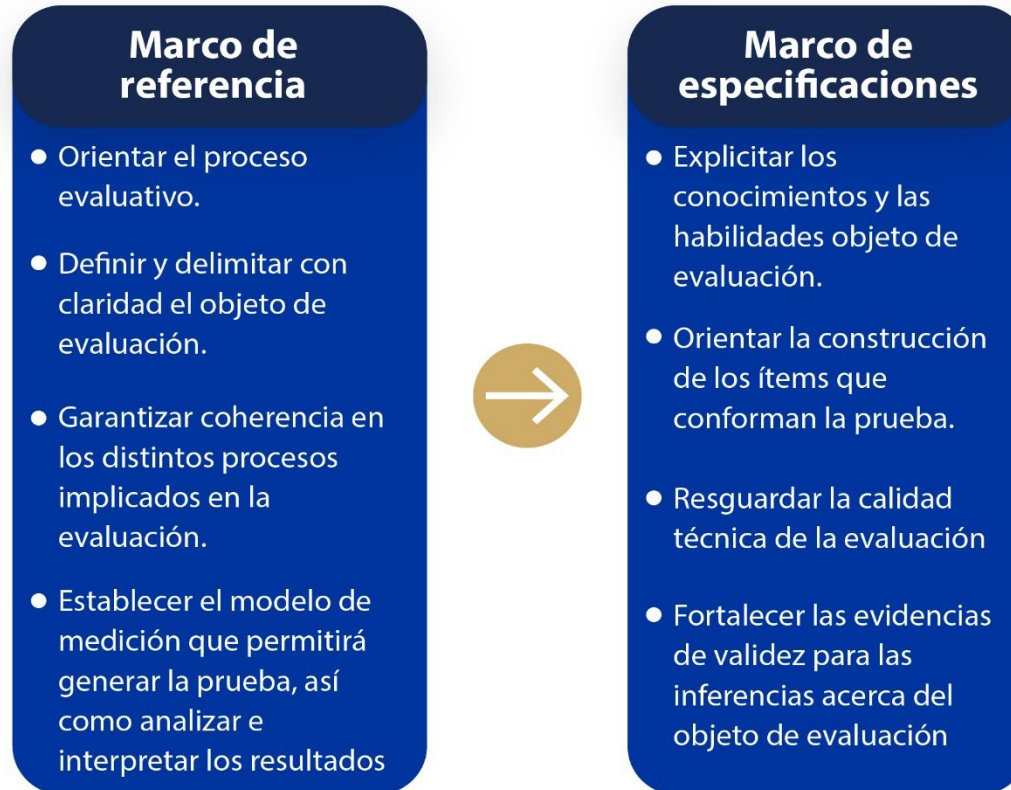 Marco de
referencia
• Orientar el proceso
evaluativo.
• Definir y delimitar con
claridad el objeto de
evaluación.
• Garantizar coherencia en
los distintos procesos
implicados en la
evaluación.
• Establecer el modelo de
medición que permitirá
generar la prueba, así
como analizar e
interpretar los resultados
Marco de
especificaciones
• Explicitar los
conocimientos y las
habilidades objeto de
evaluación.
• Orientar la construcción
de los ítems que
conforman la prueba.
• Resguardar la calidad
técnica de la evaluación
• Fortalecer las evidencias
de validez para las
inferencias acerca del
objeto de evaluación